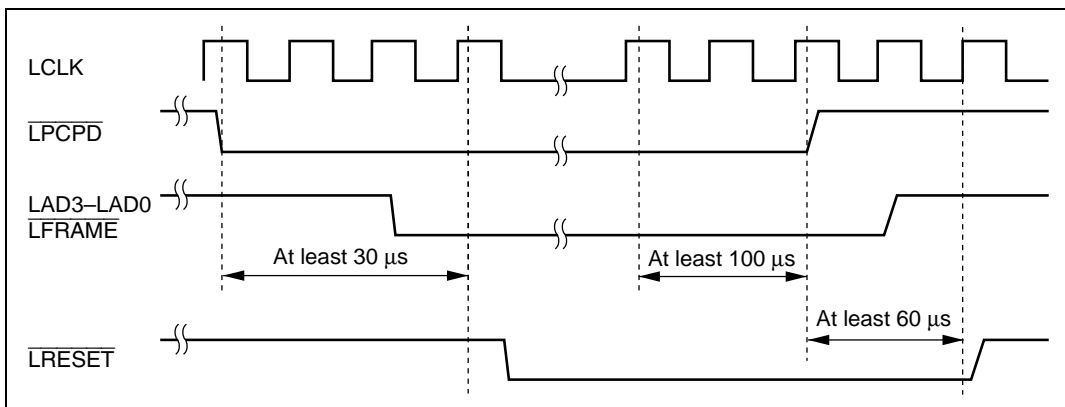 LCLK
LPCPD
LAD3–LAD0
LFRAME
At least 30 μs
At least 100 μs
At least 60 μs
LRESET